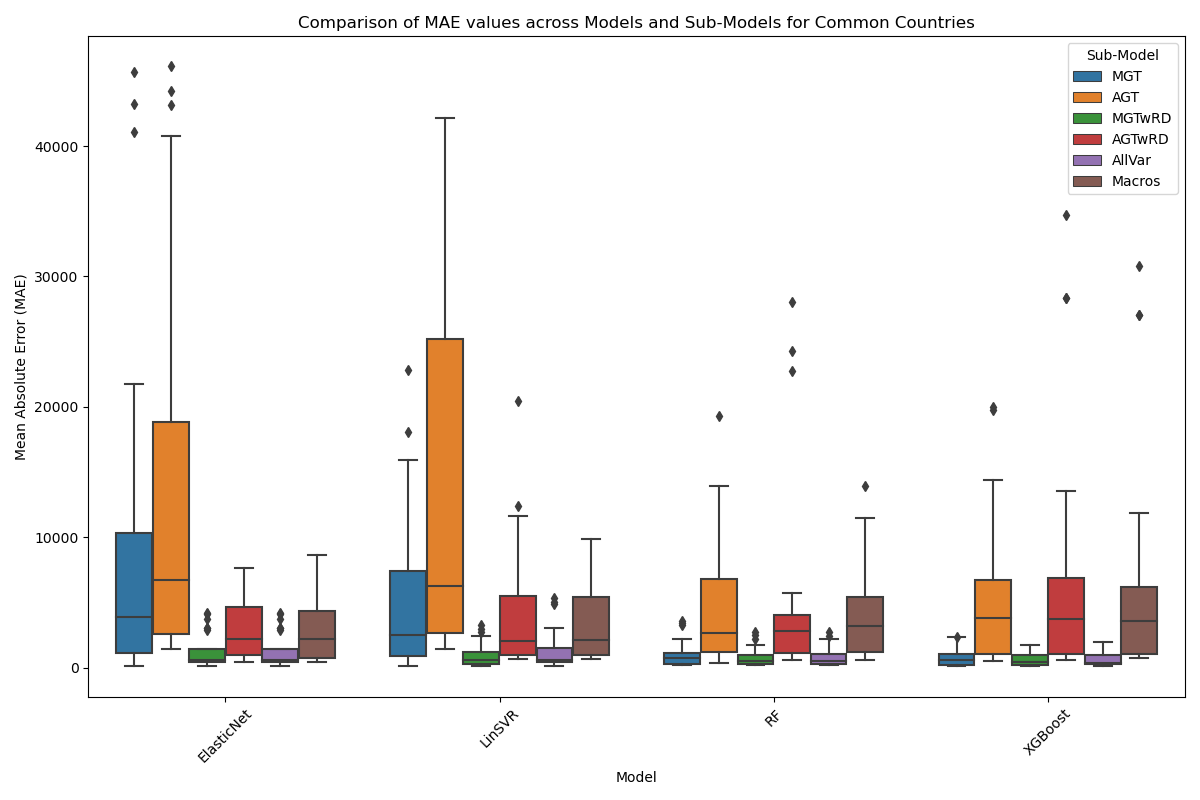 Comparison of MAE values across Models and Sub-Models for Common Countries
Sub-Model
MGT
AGT
MGTwRD
AGTwRD
AllVar
Macros
Mean Absolute Error (MAE)
40000
30000
20000
10000
0
ElasticNet
LinSVR
RF
XGBoost
Model